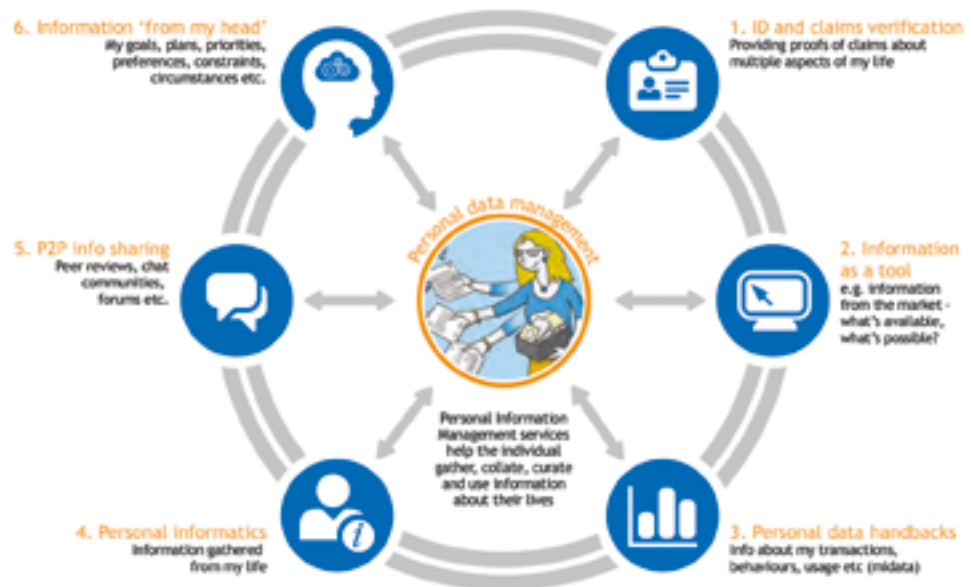 6. Information 'from my head'
My goals, plans, priorities,
preferences, constraints,
circumstances etc.
1. ID and claims verification
Providing proofs of claims about
multiple aspects of my life
Personal data management
5. P2P info sharing
Peer reviews, chat
communities,
forums etc.
2. Information
as a tool
e.g. information
from the market -
what's available,
what's possible?
Personal Information
Management services
help the individual
gather, collate, curate
and use information
about their lives
4. Personal informatics
Information gathered
from my life
3. Personal data handbacks
Info about my transactions,
behaviours, usage etc (midata)